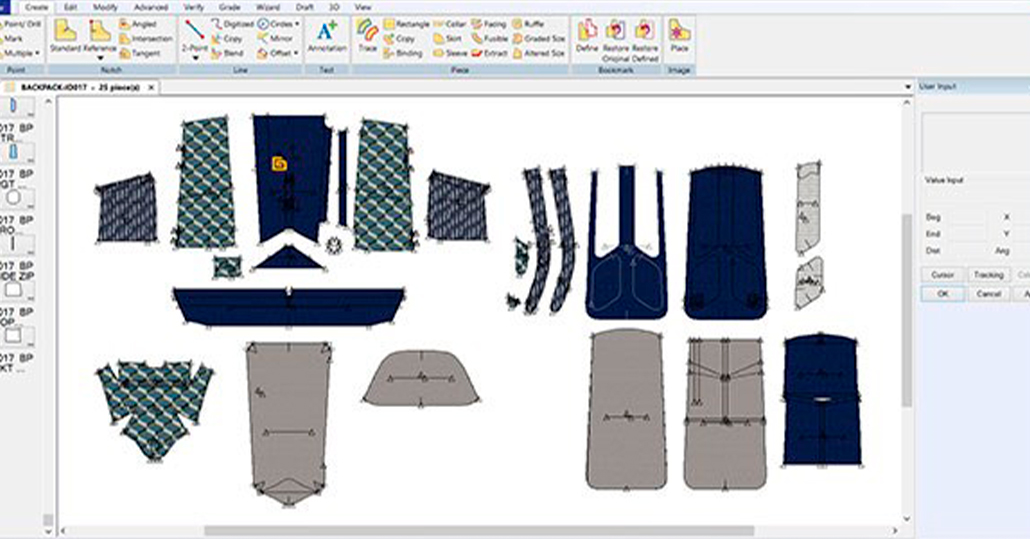 Create Edit Modify Advanced Verify Grade Wizard Draft 3D View
Point/ Drill Angled Digitized Circles Rectangle Collar Facing Ruffle
Mark Standard Reference Intersection 2-Point Copy Mirror Annotation Trace Copy Skirt Fusible Graded Size Define Restore Restore Place
Multiple Tangent Blend Offset Binding Sleeve Extract Altered Size Original Defined
Point Notch Line Text Piece Bookmark Image
BACKPACK-ID017 - 25 piece(s) x
User Input
017 BP
TR...
017 BP
017 BP
017 BP
IDE ZIP
017 BP
017 BP
KT ...
G
Value Input
Beg X
End Y
Dist Ang
Cursor Tracking
OK Cancel